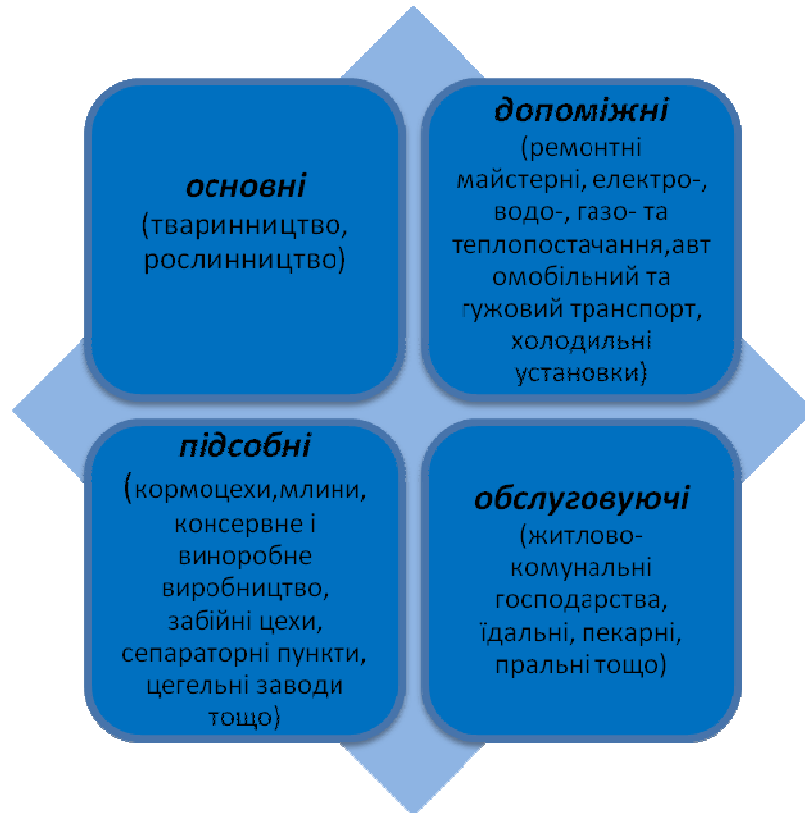 основні
(тваринництво,
рослинництво)
допоміжні
(ремонтні
майстерні, електро-,
водо-, газо- та
теплопостачання,авт
омобільний та
гужовий транспорт,
холодильні
установки)
підсобні
(кормоцехи,млини,
консервне і
виноробне
виробництво,
забійні цехи,
сепараторні пункти,
цегельні заводи
тощо)
обслуговуючі
(житлово-
комунальні
господарства,
їдальні, пекарні,
пральні тощо)